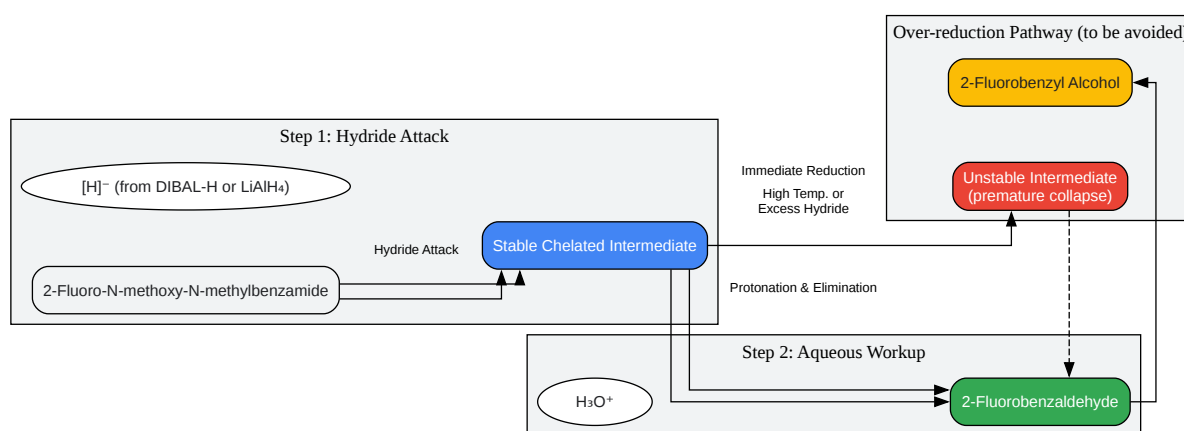 Over-reduction Pathway (to be avoided)
2-Fluorobenzyl Alcohol
Step 1: Hydride Attack
[H]⁻ (from DIBAL-H or LiAlH₄)
Immediate Reduction
High Temp. or
Excess Hydride
Unstable Intermediate
(premature collapse)
Hydride Attack
Stable Chelated Intermediate
2-Fluoro-N-methoxy-N-methylbenzamide
Protonation & Elimination
Step 2: Aqueous Workup
H₃O⁺
2-Fluorobenzaldehyde